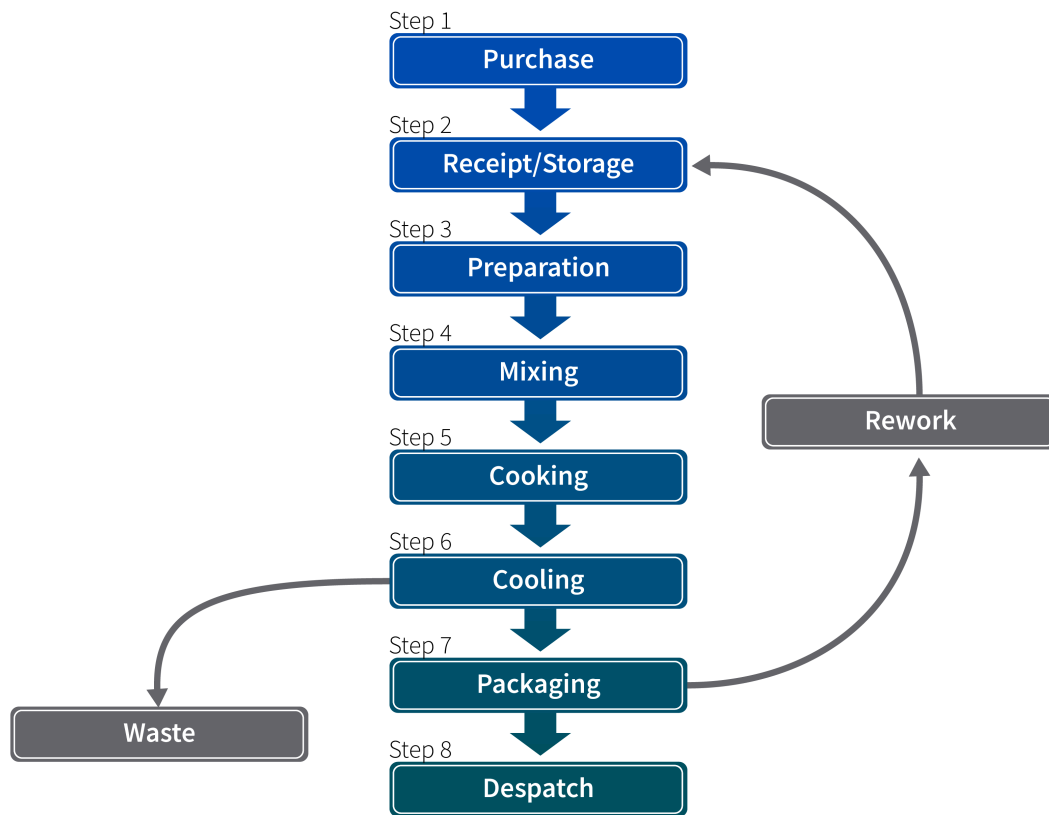 Step 1
Purchase
Step 2
Receipt/Storage
Step 3
Preparation
Step 4
Mixing
Rework
Step 5
Cooking
Step 6
Cooling
Step 7
Packaging
Waste
Step 8
Despatch